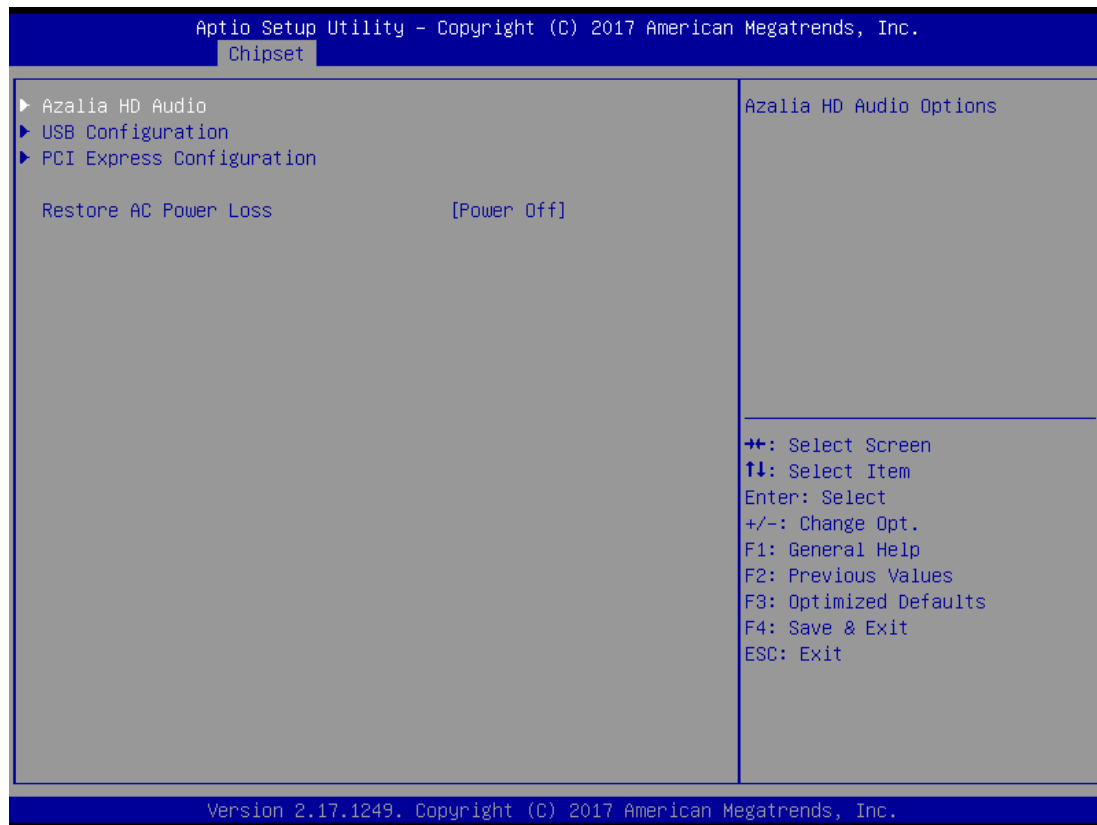 Aptio Setup Utility – Copyright (C) 2017 American Megatrends, Inc.
Chipset
▶ Azalia HD Audio
▶ USB Configuration
▶ PCI Express Configuration
Restore AC Power Loss [Power Off]
Azalia HD Audio Options
→←: Select Screen
↑↓: Select Item
Enter: Select
+/-: Change Opt.
F1: General Help
F2: Previous Values
F3: Optimized Defaults
F4: Save & Exit
ESC: Exit
Version 2.17.1249. Copyright (C) 2017 American Megatrends, Inc.